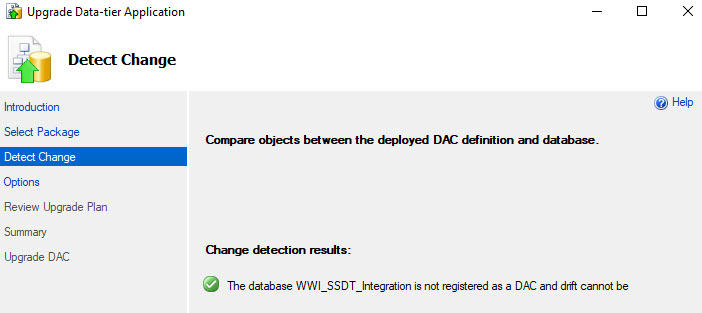 Upgrade Data-tier Application
Detect Change
Introduction
Select Package
Detect Change
Options
Review Upgrade Plan
Summary
Upgrade DAC
Help
Compare objects between the deployed DAC definition and database.
Change detection results:
The database WWI_SSDT_Integration is not registered as a DAC and drift cannot be